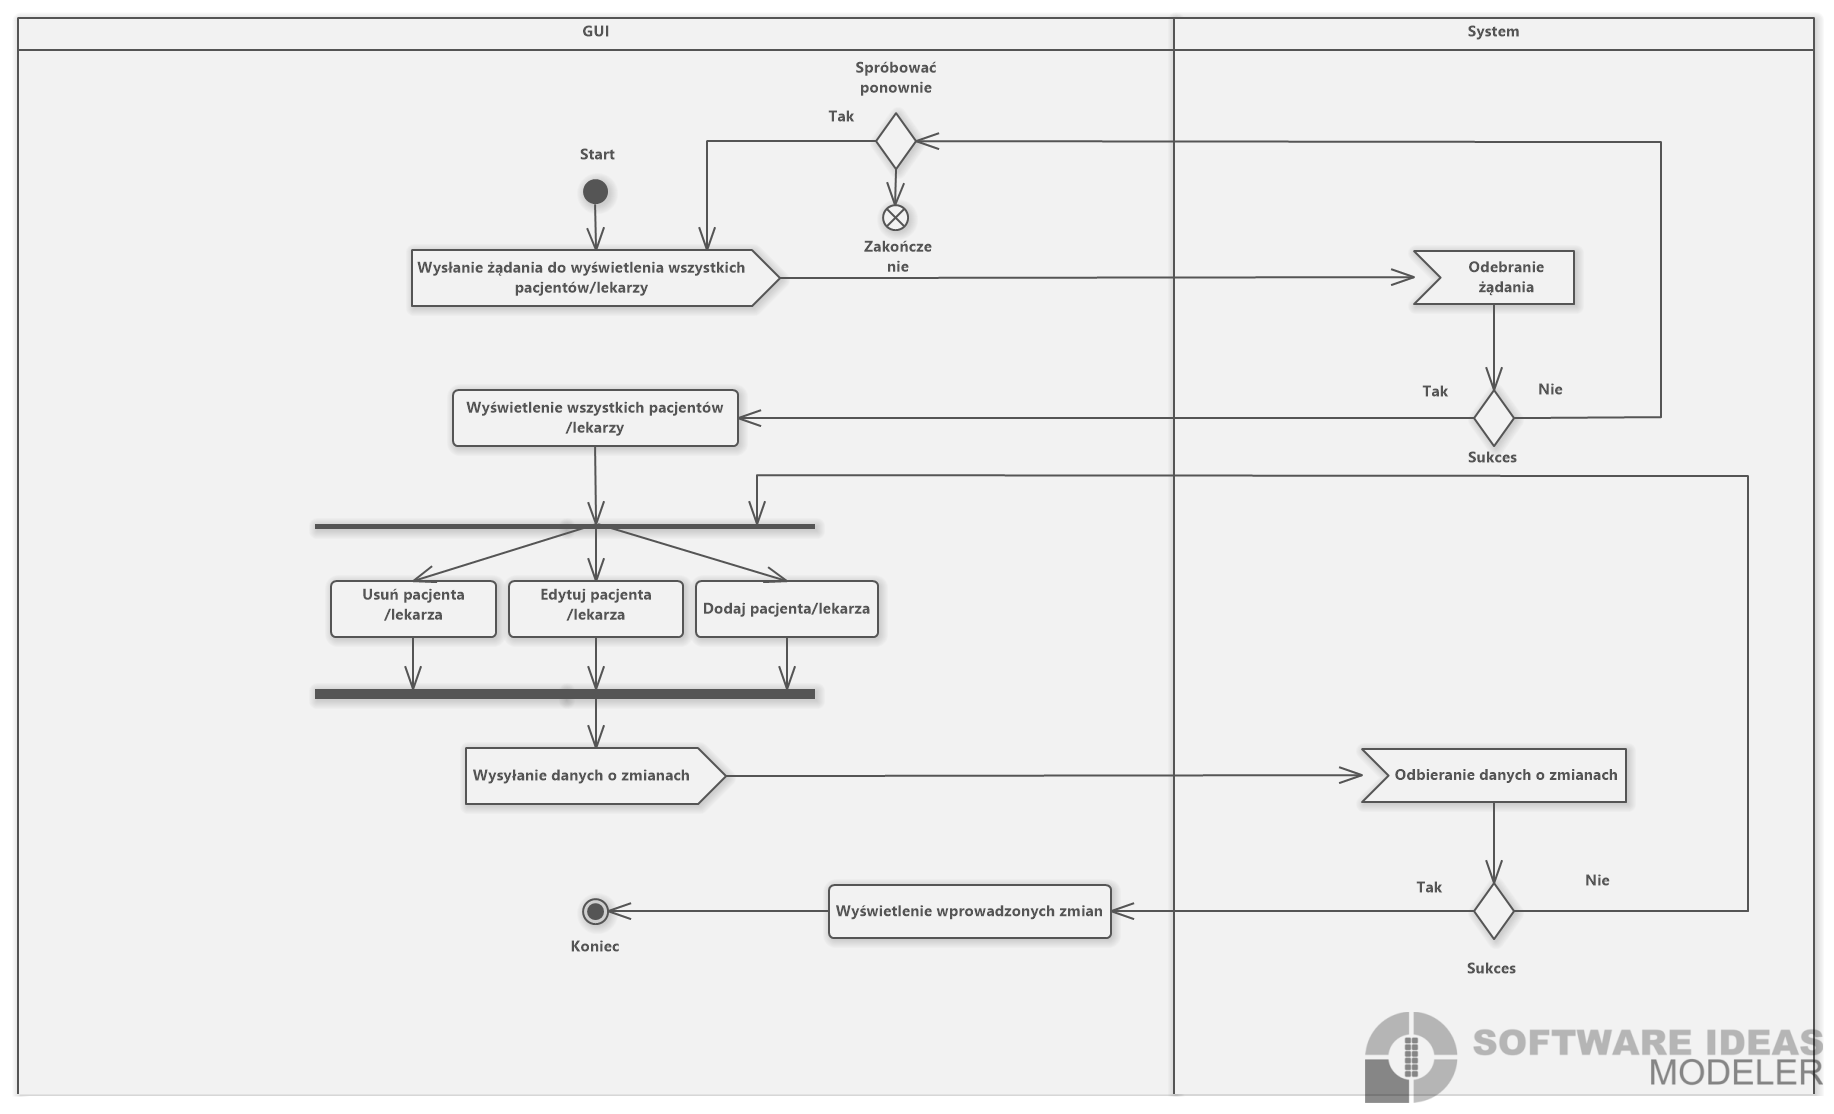 GUI
System
Spróbować
ponownie
Tak
Start
Zakończe
nie
Wysłanie żądania do wyświetlenia wszystkich
pacjentów/lekarzy
Odebranie
żądania
Tak
Nie
Wyświetlenie wszystkich pacjentów
/lekarzy
Sukces
Usuń pacjenta
/lekarza
Edytuj pacjenta
/lekarza
Dodaj pacjenta/lekarza
Wysyłanie danych o zmianach
Odbieranie danych o zmianach
Tak
Nie
Wyświetlenie wprowadzonych zmian
Koniec
Sukces
SOFTWARE IDEAS
MODELER